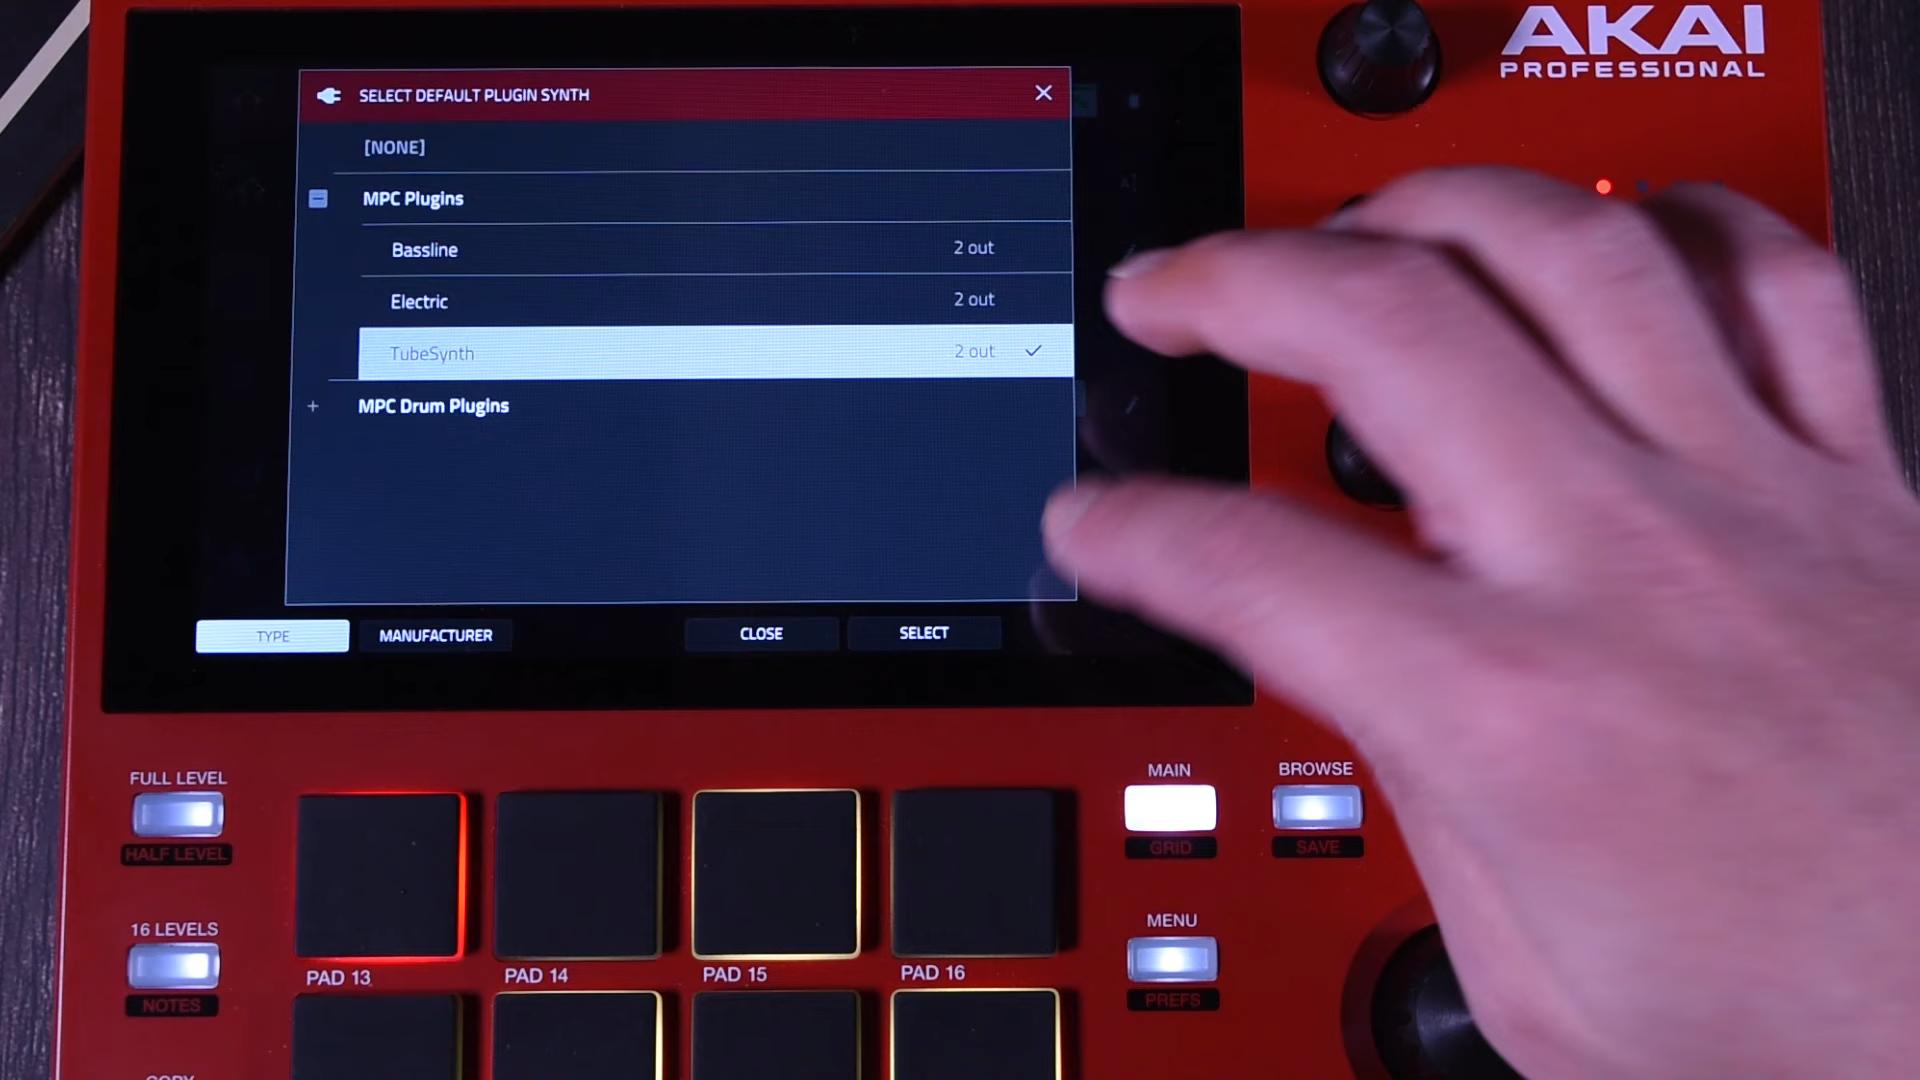 AKAI
PROFESSIONAL
SELECT DEFAULT PLUGIN SYNTH
[NONE]
MPC Plugins
Bassline 2 out
Electric 2 out
TubeSynth 2 out
MPC Drum Plugins
TYPE MANUFACTURER CLOSE SELECT
FULL LEVEL
HALF LEVEL
16 LEVELS
NOTES
PAD 13 PAD 14 PAD 15 PAD 16
MAIN
GRID
BROWSE
SAVE
MENU
PREFS